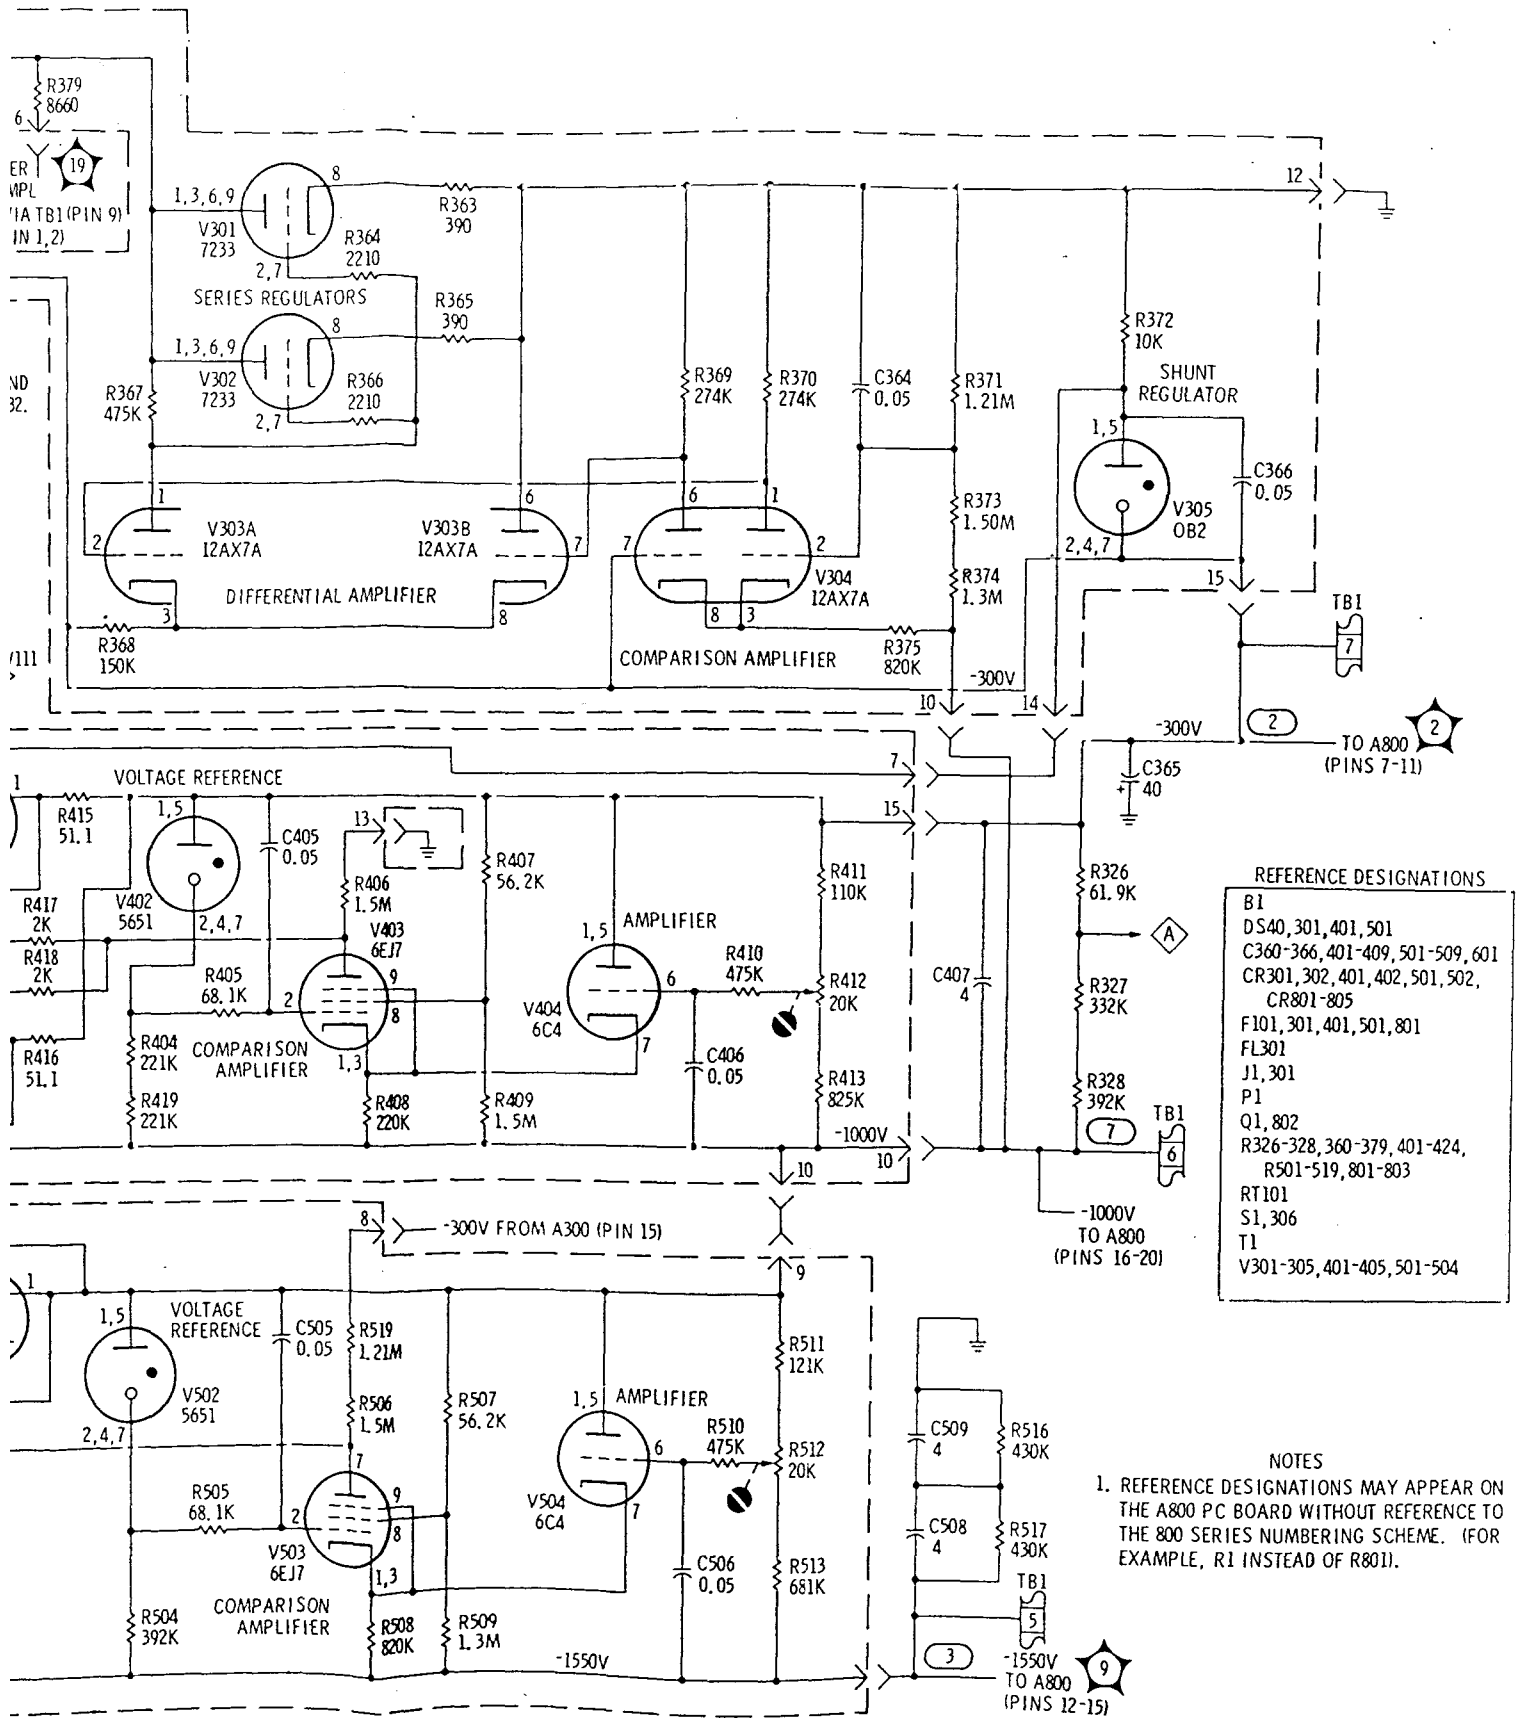 R379
8660
6
ER
MPL
19
VIA TB1 (PIN 9)
IN 1,2)
1,3,6,9
V301
7233
8
R363
390
12
2,7
R364
2210
SERIES REGULATORS
1,3,6,9
V302
7233
8
R365
390
2,7
R366
2210
R367
475K
ND
32.
R369
274K
R370
274K
C364
0.05
R371
1.21M
R372
10K
SHUNT
REGULATOR
1,5
C366
0.05
V305
OB2
2,4,7
15
1
V303A
12AX7A
2
3
6
V303B
12AX7A
7
8
DIFFERENTIAL AMPLIFIER
6
1
7
2
V304
12AX7A
8
3
R373
1.50M
R374
1.3M
R368
150K
V111
COMPARISON AMPLIFIER
R375
820K
-300V
10
14
TB1
7
-300V
2
TO A800
(PINS 7-11)
2
C365
40
+
7
15
1
R415
51.1
VOLTAGE REFERENCE
1,5
V402
5651
2,4,7
C405
0.05
13
R406
1.5M
V403
6EJ7
R407
56.2K
9
8
2
1,3
R417
2K
R418
2K
R405
68.1K
R416
51.1
R404
221K
R419
221K
COMPARISON
AMPLIFIER
R408
220K
R409
1.5M
AMPLIFIER
1,5
V404
6C4
6
7
R410
475K
R411
110K
R412
20K
R413
825K
C406
0.05
-1000V
10
10
C407
4
R326
61.9K
A
R327
332K
R328
392K
7
TB1
6
-1000V
TO A800
(PINS 16-20)
REFERENCE DESIGNATIONS
B1
DS40,301,401,501
C360-366,401-409,501-509,601
CR301,302,401,402,501,502,
CR801-805
F101,301,401,501,801
FL301
J1,301
P1
Q1,802
R326-328,360-379,401-424,
R501-519,801-803
RT101
S1,306
T1
V301-305,401-405,501-504
8
-300V FROM A300 (PIN 15)
9
1
1,5
VOLTAGE
REFERENCE
V502
5651
2,4,7
C505
0.05
R519
1.21M
R506
1.5M
7
R507
56.2K
9
8
2
1,3
R505
68.1K
V503
6EJ7
COMPARISON
AMPLIFIER
R504
392K
R508
820K
R509
1.3M
1,5
AMPLIFIER
V504
6C4
6
7
R510
475K
R511
121K
R512
20K
R513
681K
C506
0.05
-1550V
C509
4
R516
430K
C508
4
R517
430K
TB1
5
3
-1550V
TO A800
(PINS 12-15)
9
NOTES
1. REFERENCE DESIGNATIONS MAY APPEAR ON
THE A800 PC BOARD WITHOUT REFERENCE TO
THE 800 SERIES NUMBERING SCHEME. (FOR
EXAMPLE, R1 INSTEAD OF R801).